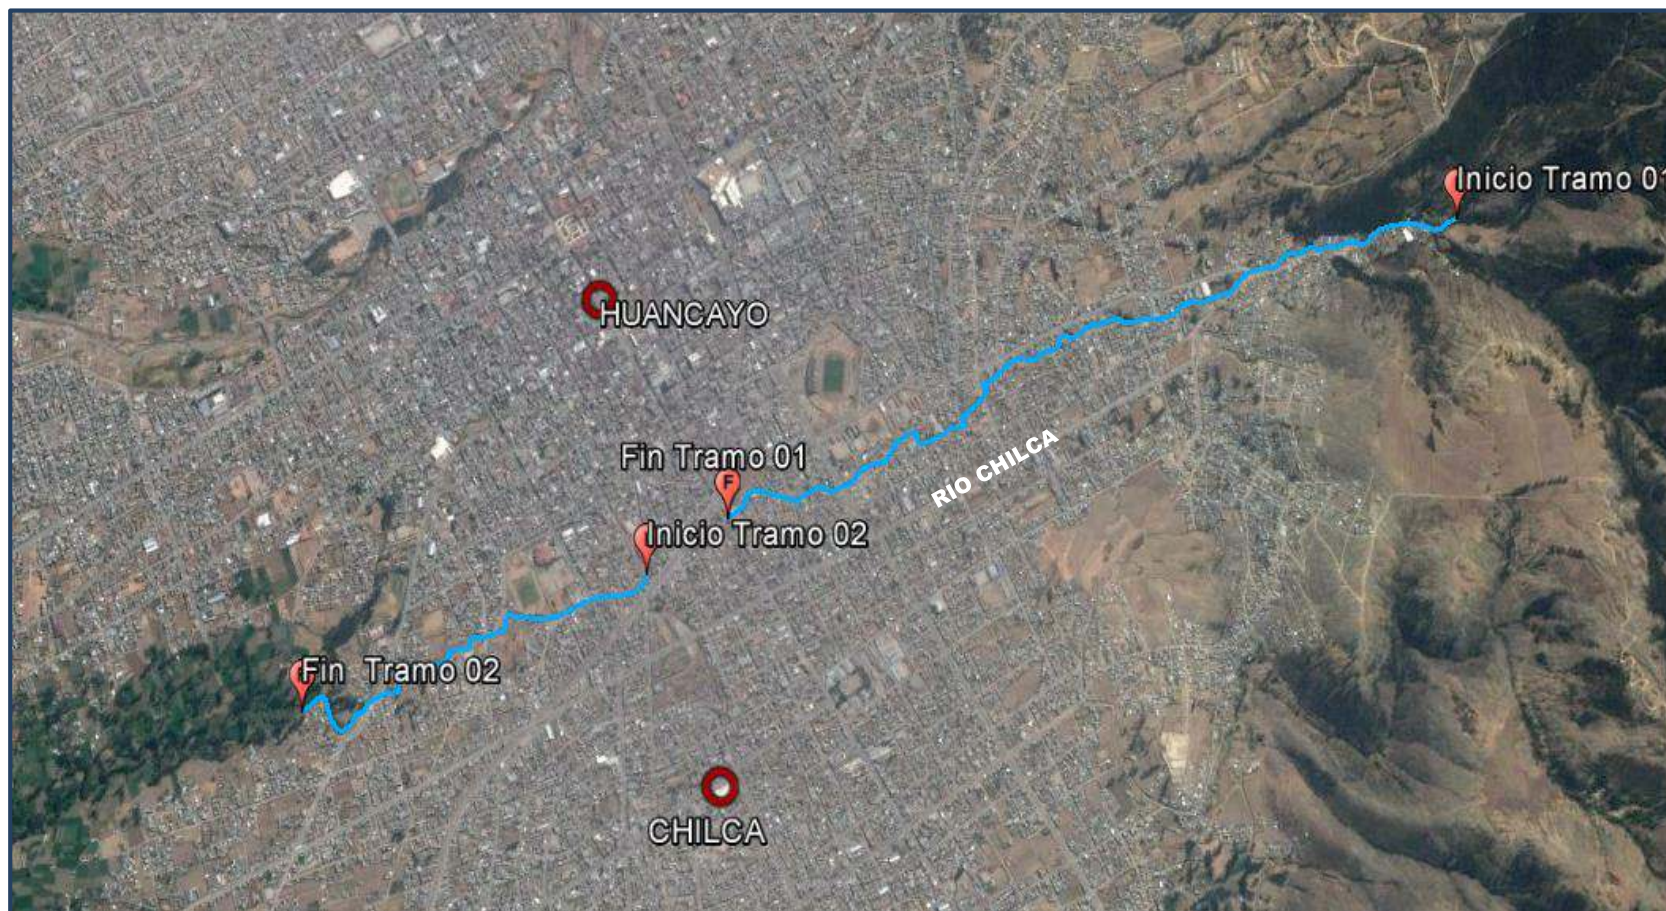 Inicio Tramo 01
HUANCAYO
RIO CHILCA
Fin Tramo 01
F
Inicio Tramo 02
Fin Tramo 02
CHILCA